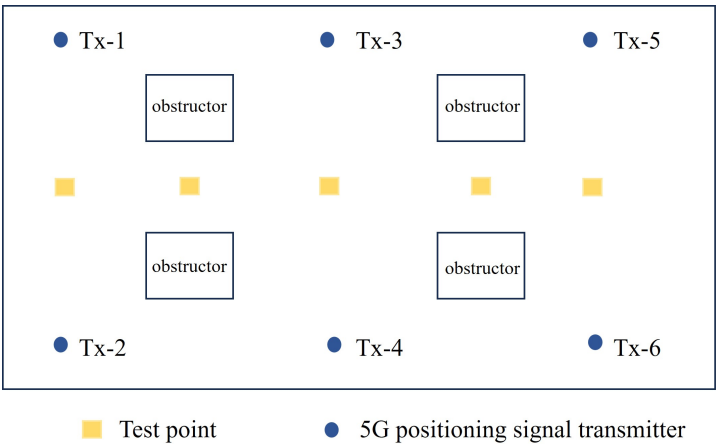 Tx-1
Tx-3
Tx-5
obstructor
obstructor
obstructor
obstructor
Tx-2
Tx-4
Tx-6
Test point
5G positioning signal transmitter